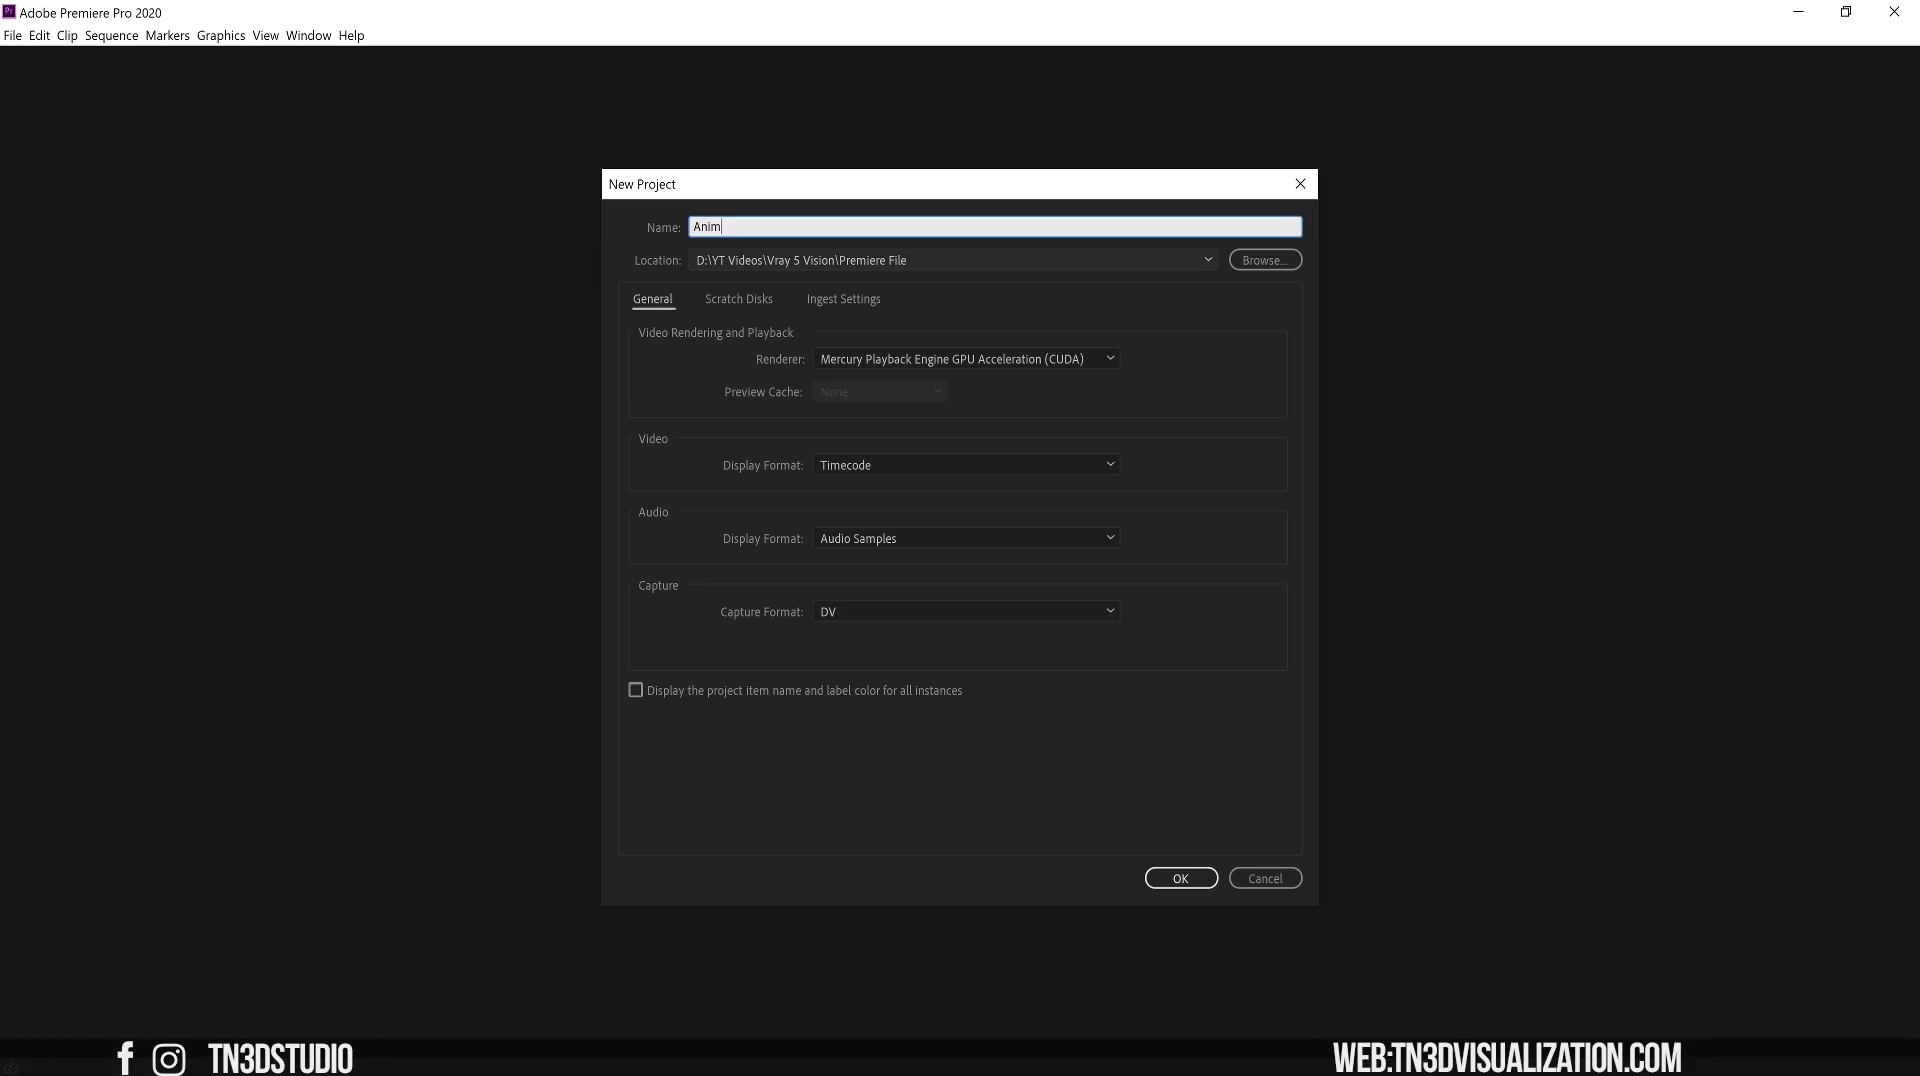 Adobe Premiere Pro 2020
File Edit Clip Sequence Markers Graphics View Window Help
New Project
Name: Anim
Location: D:\YT Videos\Vray 5 Vision\Premiere File Browse...
General Scratch Disks Ingest Settings
Video Rendering and Playback
Renderer: Mercury Playback Engine GPU Acceleration (CUDA)
Preview Cache: None
Video
Display Format: Timecode
Audio
Display Format: Audio Samples
Capture
Capture Format: DV
Display the project item name and label color for all instances
OK Cancel
TN3DSTUDIO WEB:TN3DVISUALIZATION.COM